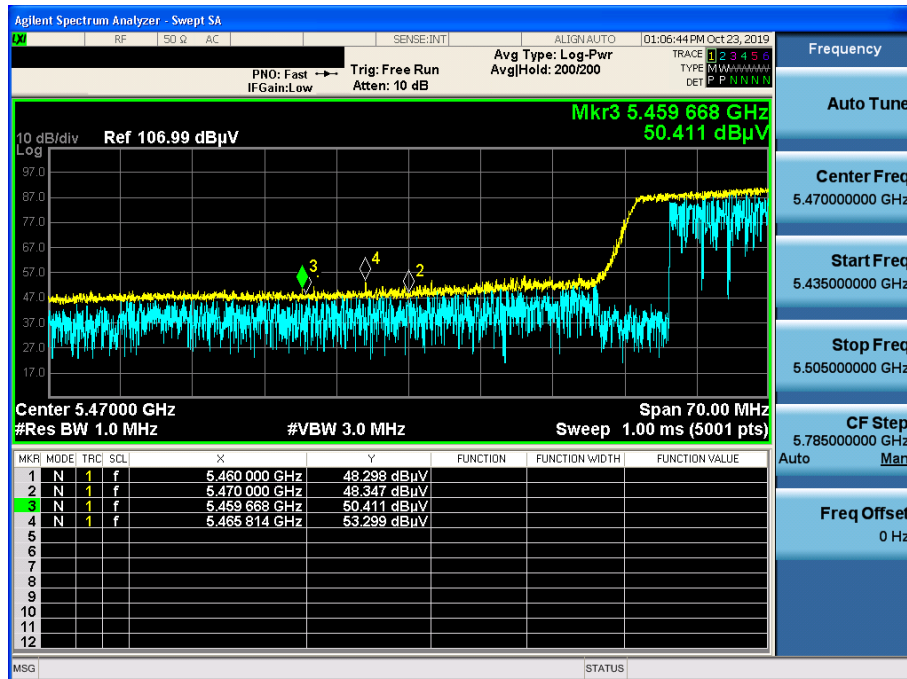 Agilent Spectrum Analyzer - Swept SA
LXI RF 50 Ω AC SENSE:INT ALIGN AUTO 01:06:44 PM Oct 23, 2019
Frequency
PNO: Fast Trig: Free Run Avg Type: Log-Pwr TRACE 1 2 3 4 5 6
IFGain:Low Atten: 10 dB Avg|Hold: 200/200 TYPE M W W W W W
DET P P N N N N
Auto Tune
Mkr3 5.459 668 GHz
50.411 dBµV
10 dB/div Ref 106.99 dBµV
Log
97.0
87.0
77.0
67.0
57.0
47.0
37.0
27.0
17.0
3
4
2
Center Freq
5.470000000 GHz
Start Freq
5.435000000 GHz
Stop Freq
5.505000000 GHz
Center 5.47000 GHz Span 70.00 MHz
#Res BW 1.0 MHz #VBW 3.0 MHz Sweep 1.00 ms (5001 pts)
CF Step
5.785000000 GHz
Auto Man
Freq Offset
0 Hz
MKR MODE TRC SCL X Y FUNCTION FUNCTION WIDTH FUNCTION VALUE
1 N 1 f 5.460 000 GHz 48.298 dBµV
2 N 1 f 5.470 000 GHz 48.347 dBµV
3 N 1 f 5.459 668 GHz 50.411 dBµV
4 N 1 f 5.465 814 GHz 53.299 dBµV
5
6
7
8
9
10
11
12
MSG STATUS